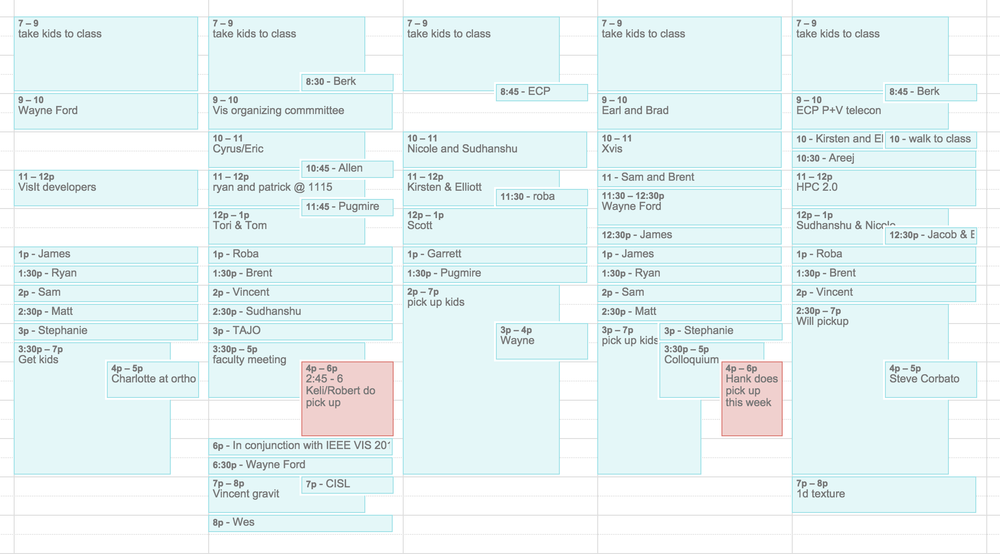 7 – 9
take kids to class
9 – 10
Wayne Ford
11 – 12p
VisIt developers
1p - James
1:30p - Ryan
2p - Sam
2:30p - Matt
3p - Stephanie
3:30p – 7p
Get kids
4p – 5p
Charlotte at ortho
7 – 9
take kids to class
8:30 - Berk
9 – 10
Vis organizing commmittee
10 – 11
Cyrus/Eric
10:45 - Allen
11 – 12p
ryan and patrick @ 1115
11:45 - Pugmire
12p – 1p
Tori & Tom
1p - Roba
1:30p - Brent
2p - Vincent
2:30p - Sudhanshu
3p - TAJO
3:30p – 5p
faculty meeting
4p – 6p
2:45 - 6
Keli/Robert do
pick up
6p - In conjunction with IEEE VIS 201
6:30p - Wayne Ford
7p – 8p
Vincent gravit
7p - CISL
8p - Wes
7 – 9
take kids to class
8:45 - ECP
10 – 11
Nicole and Sudhanshu
11 – 12p
Kirsten & Elliott
11:30 - roba
12p – 1p
Scott
1p - Garrett
1:30p - Pugmire
2p – 7p
pick up kids
3p – 4p
Wayne
7 – 9
take kids to class
9 – 10
Earl and Brad
10 – 11
Xvis
11 - Sam and Brent
11:30 – 12:30p
Wayne Ford
12:30p - James
1p - James
1:30p - Ryan
2p - Sam
2:30p - Matt
3p – 7p
pick up kids
3p - Stephanie
3:30p – 5p
Colloquium
4p – 6p
Hank does
pick up
this week
7 – 9
take kids to class
8:45 - Berk
9 – 10
ECP P+V telecon
10 - Kirsten and El
10 - walk to class
10:30 - Areej
11 – 12p
HPC 2.0
12p – 1p
Sudhanshu & Nicole
12:30p - Jacob & E
1p - Roba
1:30p - Brent
2p - Vincent
2:30p – 7p
Will pickup
4p – 5p
Steve Corbato
7p – 8p
1d texture